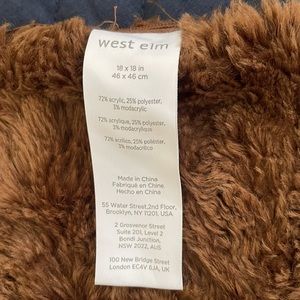 west elm
18 x 18 in
46 x 46 cm
72% acrylic, 25% polyester,
3% modacrylic
72% acrylique, 25% polyester,
3% modacrylique
72% acrílico, 25% poliéster,
3% modacrílico
Made in China
Fabriqué en Chine
Hecho en China
55 Water Street,2nd Floor,
Brooklyn, NY 11201, USA
2 Grosvenor Street
Suite 201, Level 2
Bondi Junction,
NSW 2022, AUS
100 New Bridge Street
London EC4V 6JA, UK